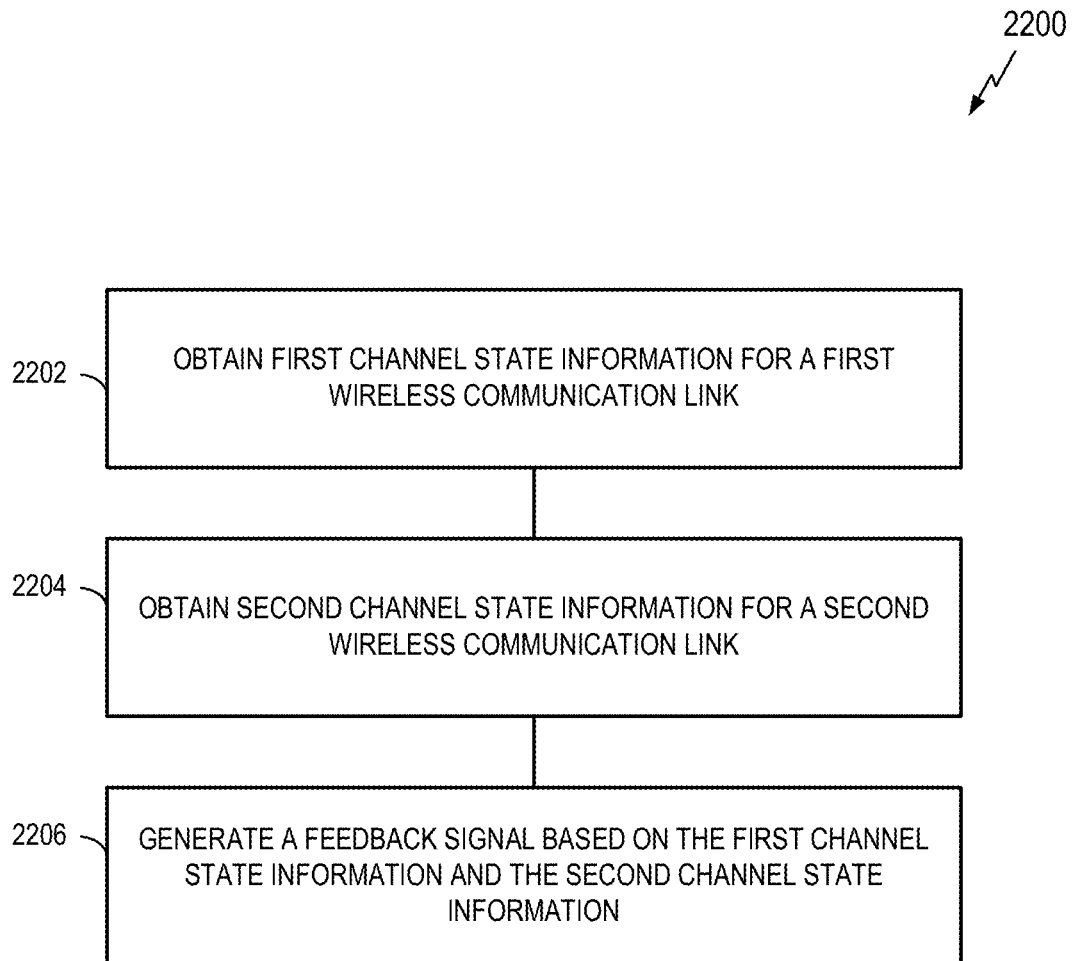 2200
2202
OBTAIN FIRST CHANNEL STATE INFORMATION FOR A FIRST
WIRELESS COMMUNICATION LINK
2204
OBTAIN SECOND CHANNEL STATE INFORMATION FOR A SECOND
WIRELESS COMMUNICATION LINK
2206
GENERATE A FEEDBACK SIGNAL BASED ON THE FIRST CHANNEL
STATE INFORMATION AND THE SECOND CHANNEL STATE
INFORMATION